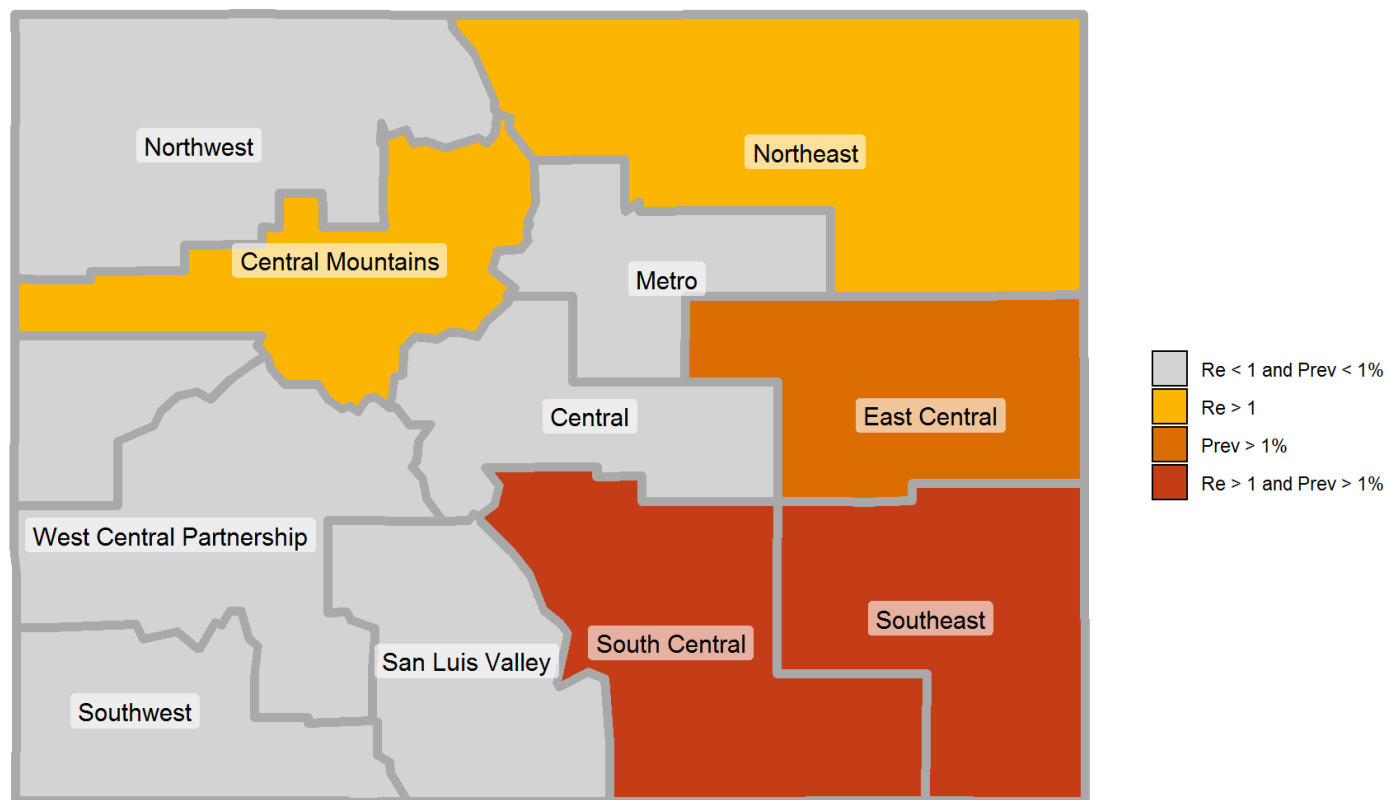 Northwest
Northeast
Central Mountains
Metro
Central
East Central
West Central Partnership
Southeast
South Central
San Luis Valley
Southwest
Re < 1 and Prev < 1%
Re > 1
Prev > 1%
Re > 1 and Prev > 1%